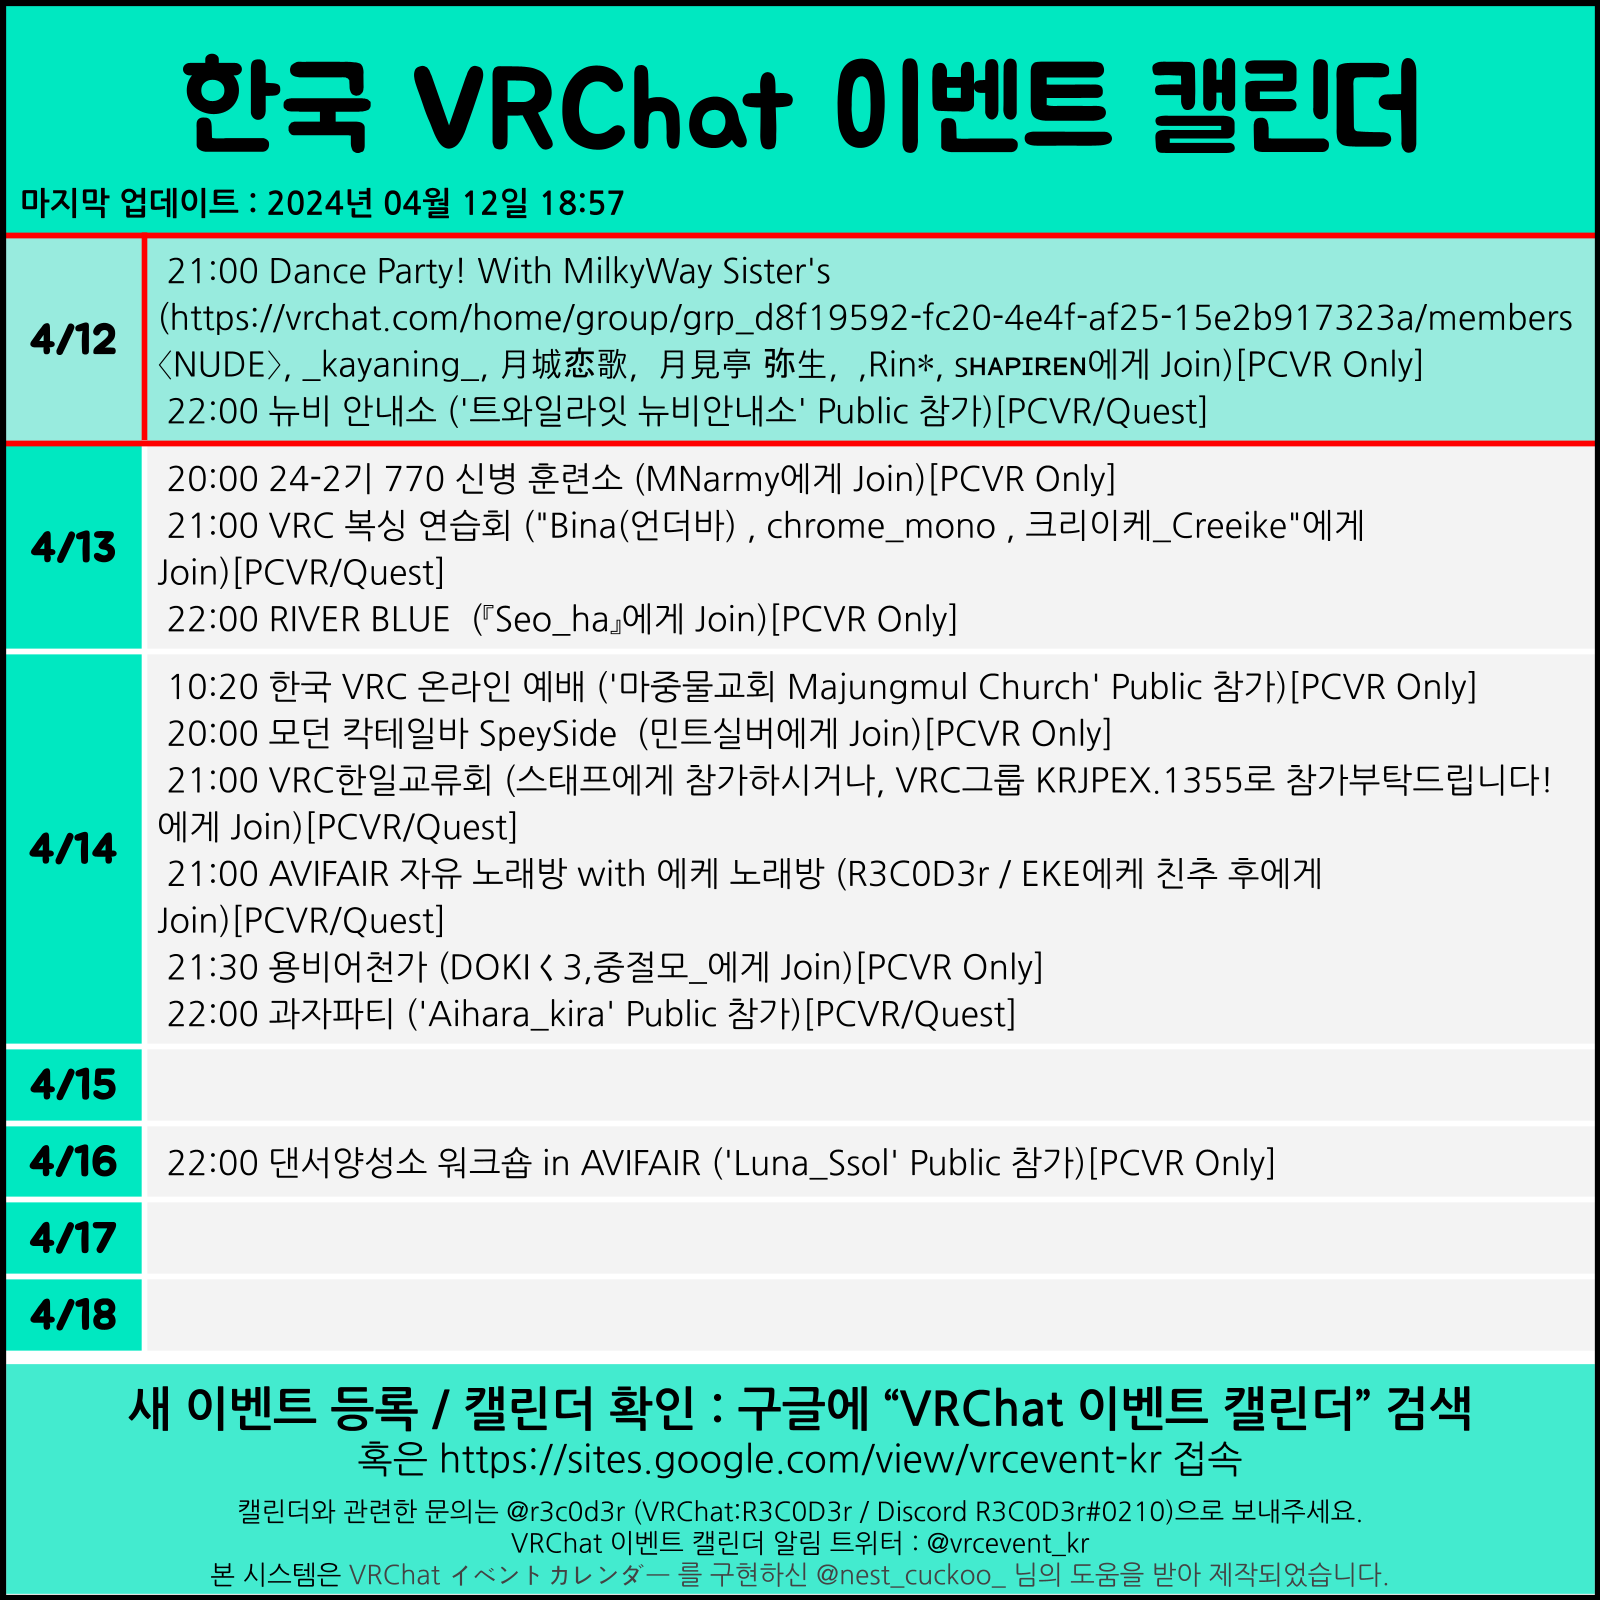 한국 VRChat 이벤트 캘린더
마지막 업데이트 : 2024년 04월 12일 18:57
4/12
21:00 Dance Party! With MilkyWay Sister's
(https://vrchat.com/home/group/grp_d8f19592-fc20-4e4f-af25-15e2b917323a/members
〈NUDE〉, _kayaning_, 月城恋歌,  月見亭 弥生,  ,Rin*, sʜᴀᴘɪʀᴇɴ에게 Join)[PCVR Only]
22:00 뉴비 안내소 ('트와일라잇 뉴비안내소' Public 참가)[PCVR/Quest]
4/13
20:00 24-2기 770 신병 훈련소 (MNarmy에게 Join)[PCVR Only]
21:00 VRC 복싱 연습회 ("Bina(언더바) , chrome_mono , 크리이케_Creeike"에게
Join)[PCVR/Quest]
22:00 RIVER BLUE  (『Seo_ha』에게 Join)[PCVR Only]
4/14
10:20 한국 VRC 온라인 예배 ('마중물교회 Majungmul Church' Public 참가)[PCVR Only]
20:00 모던 칵테일바 SpeySide  (민트실버에게 Join)[PCVR Only]
21:00 VRC한일교류회 (스태프에게 참가하시거나, VRC그룹 KRJPEX.1355로 참가부탁드립니다!
에게 Join)[PCVR/Quest]
21:00 AVIFAIR 자유 노래방 with 에케 노래방 (R3C0D3r / EKE에케 친추 후에게
Join)[PCVR/Quest]
21:30 용비어천가 (DOKIく3,중절모_에게 Join)[PCVR Only]
22:00 과자파티 ('Aihara_kira' Public 참가)[PCVR/Quest]
4/15
4/16
22:00 댄서양성소 워크숍 in AVIFAIR ('Luna_Ssol' Public 참가)[PCVR Only]
4/17
4/18
새 이벤트 등록 / 캘린더 확인 : 구글에 “VRChat 이벤트 캘린더” 검색
혹은 https://sites.google.com/view/vrcevent-kr 접속
캘린더와 관련한 문의는 @r3c0d3r (VRChat:R3C0D3r / Discord R3C0D3r#0210)으로 보내주세요.
VRChat 이벤트 캘린더 알림 트위터 : @vrcevent_kr
본 시스템은 VRChat イベントカレンダー 를 구현하신 @nest_cuckoo_ 님의 도움을 받아 제작되었습니다.